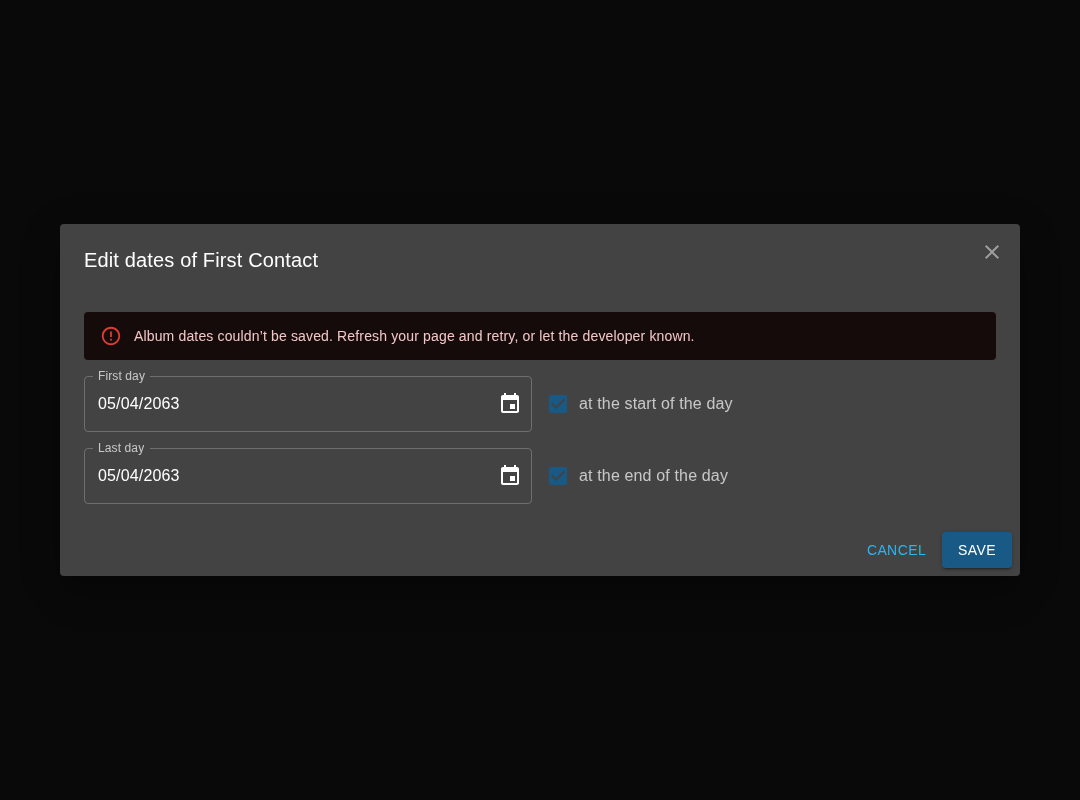 Edit dates of First Contact
Album dates couldn’t be saved. Refresh your page and retry, or let the developer known.
First day
05/04/2063
at the start of the day
Last day
05/04/2063
at the end of the day
CANCEL
SAVE